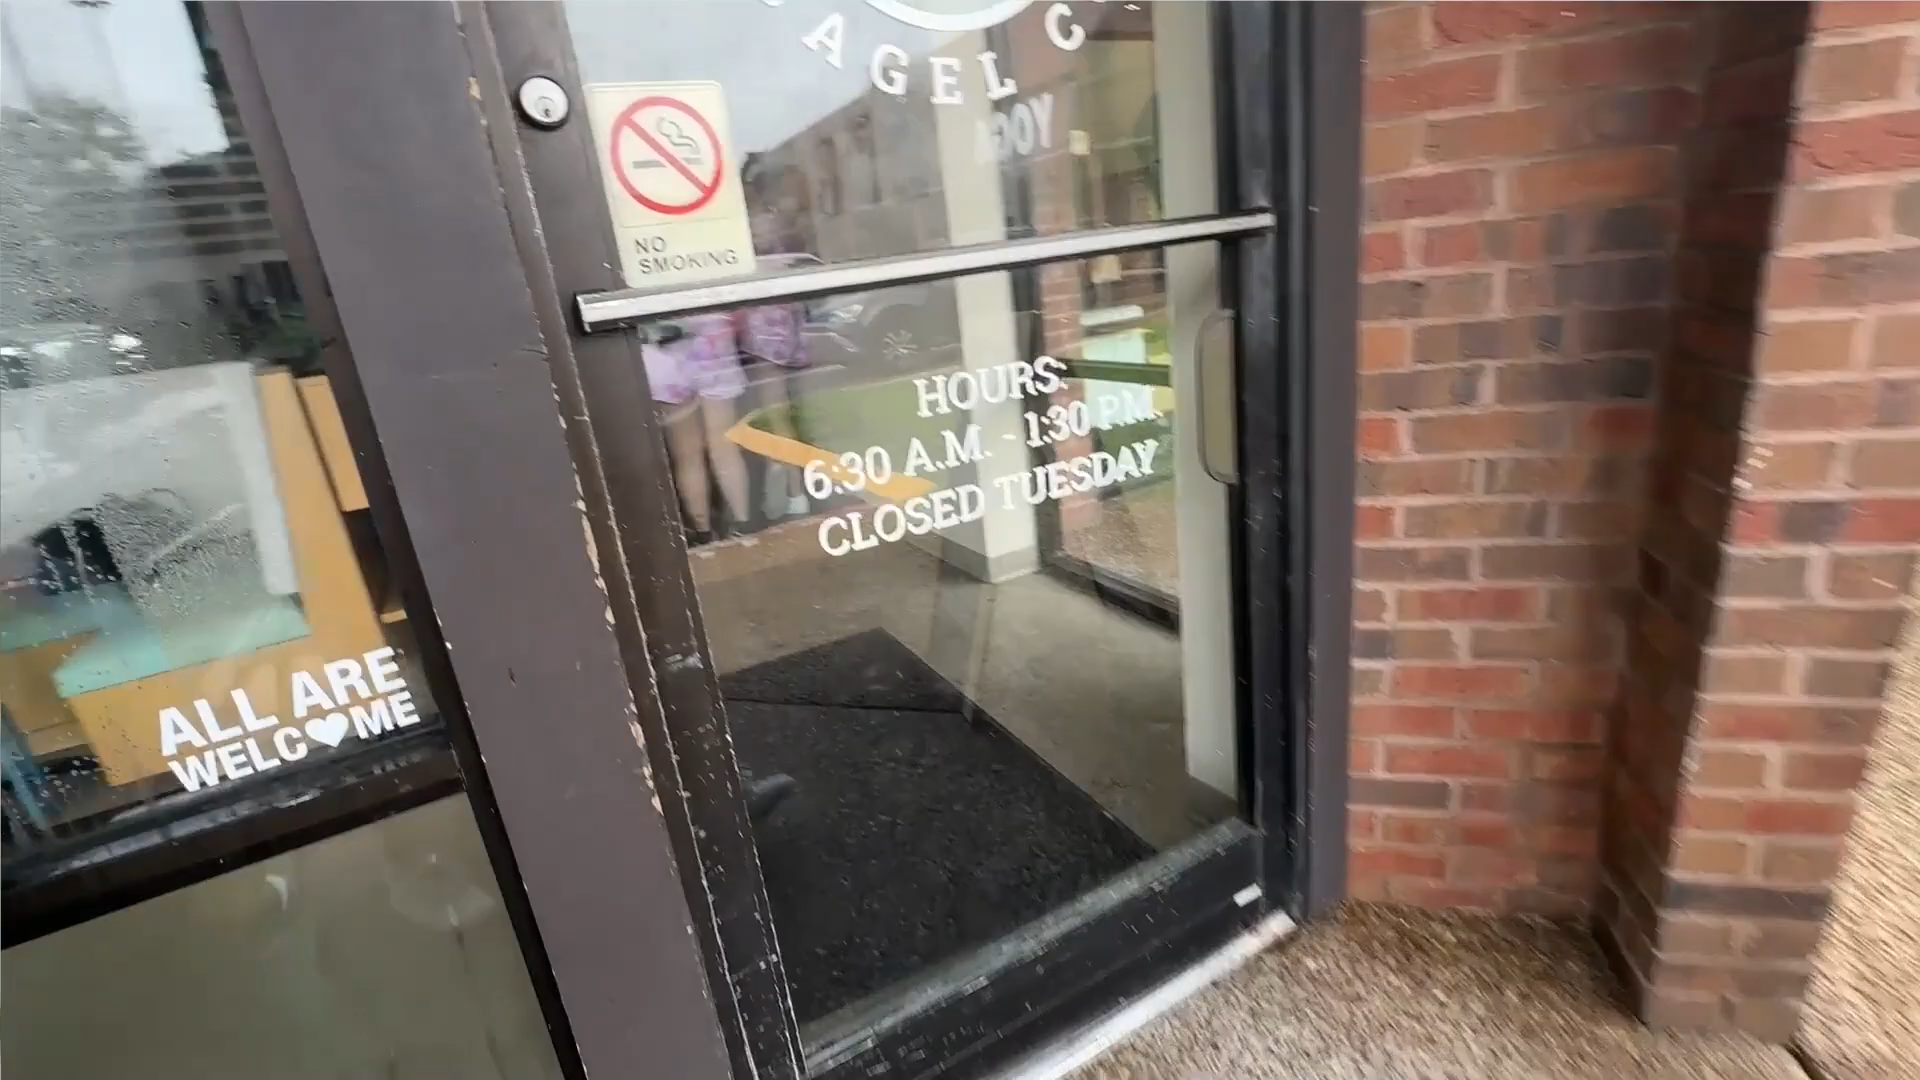 AGEL C
NO
SMOKING
HOURS:
6:30 A.M. - 1:30 P.M.
CLOSED TUESDAY
ALL ARE
WELC♥ME